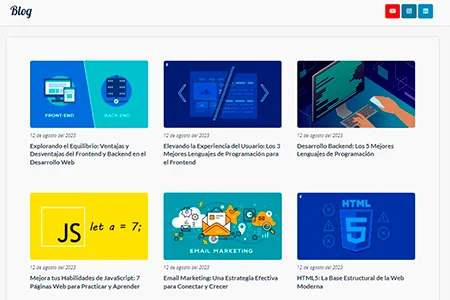 Blog
FRONT-END
BACK-END
12 de agosto del 2023
Explorando el Equilibrio: Ventajas y
Desventajas del Frontend y Backend en el
Desarrollo Web
12 de agosto del 2023
Elevando la Experiencia del Usuario: Los 3
Mejores Lenguajes de Programación para
el Frontend
12 de agosto del 2023
Desarrollo Backend: Los 5 Mejores
Lenguajes de Programación
JS
let a = 7;
12 de agosto del 2023
Mejora tus Habilidades de JavaScript: 7
Páginas Web para Practicar y Aprender
EMAIL MARKETING
12 de agosto del 2023
Email Marketing: Una Estrategia Efectiva
para Conectar y Crecer
HTML
5
12 de agosto del 2023
HTML5: La Base Estructural de la Web
Moderna